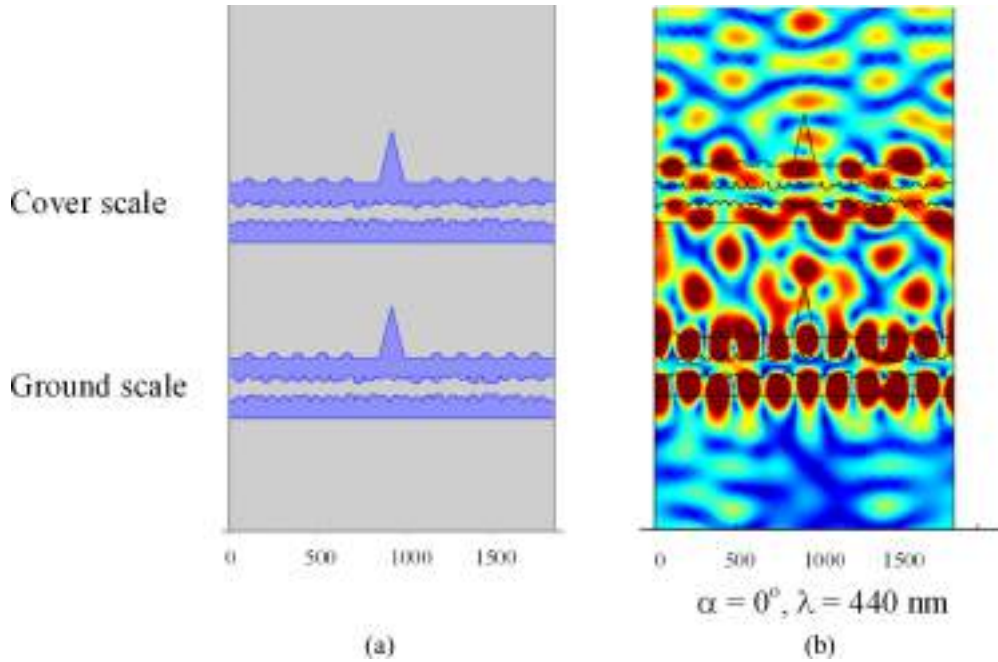 Cover scale
Ground scale
0 500 1000 1500
0 500 1000 1500
α = 0°, λ = 440 nm
(a) (b)